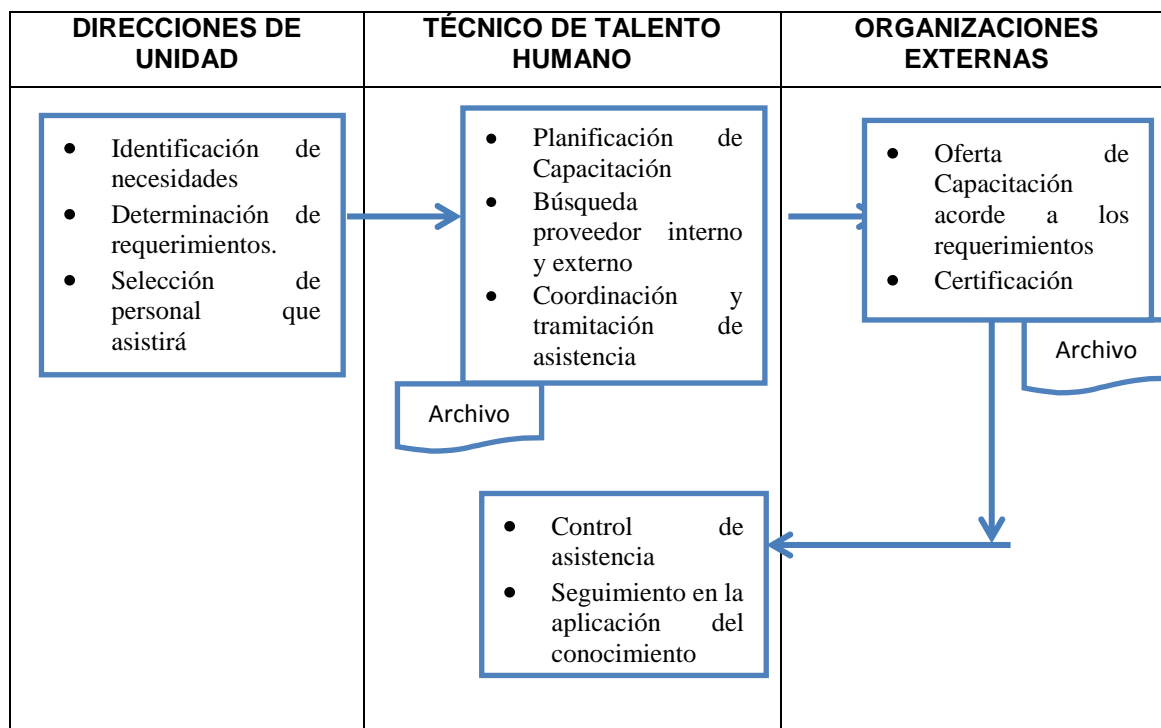 DIRECCIONES DE
UNIDAD
TÉCNICO DE TALENTO
HUMANO
ORGANIZACIONES
EXTERNAS
• Identificación de
necesidades
• Determinación de
requerimientos.
• Selección de
personal que
asistirá
• Planificación de
Capacitación
• Búsqueda
proveedor interno
y externo
• Coordinación y
tramitación de
asistencia
Archivo
• Oferta de
Capacitación
acorde a los
requerimientos
• Certificación
Archivo
• Control de
asistencia
• Seguimiento en la
aplicación del
conocimiento